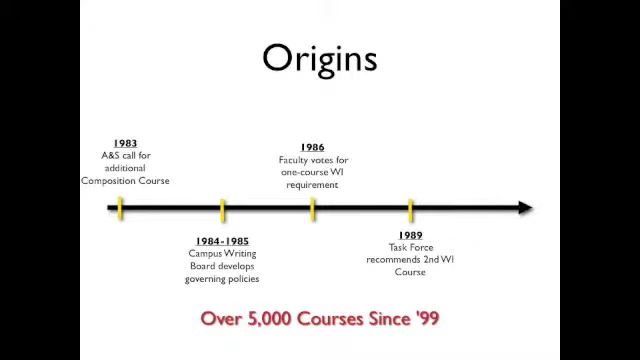 Origins
1983
A&S call for
additional
Composition Course
1986
Faculty votes for
one-course WI
requirement
1984-1985
Campus Writing
Board develops
governing policies
1989
Task Force
recommends 2nd WI
Course
Over 5,000 Courses Since '99